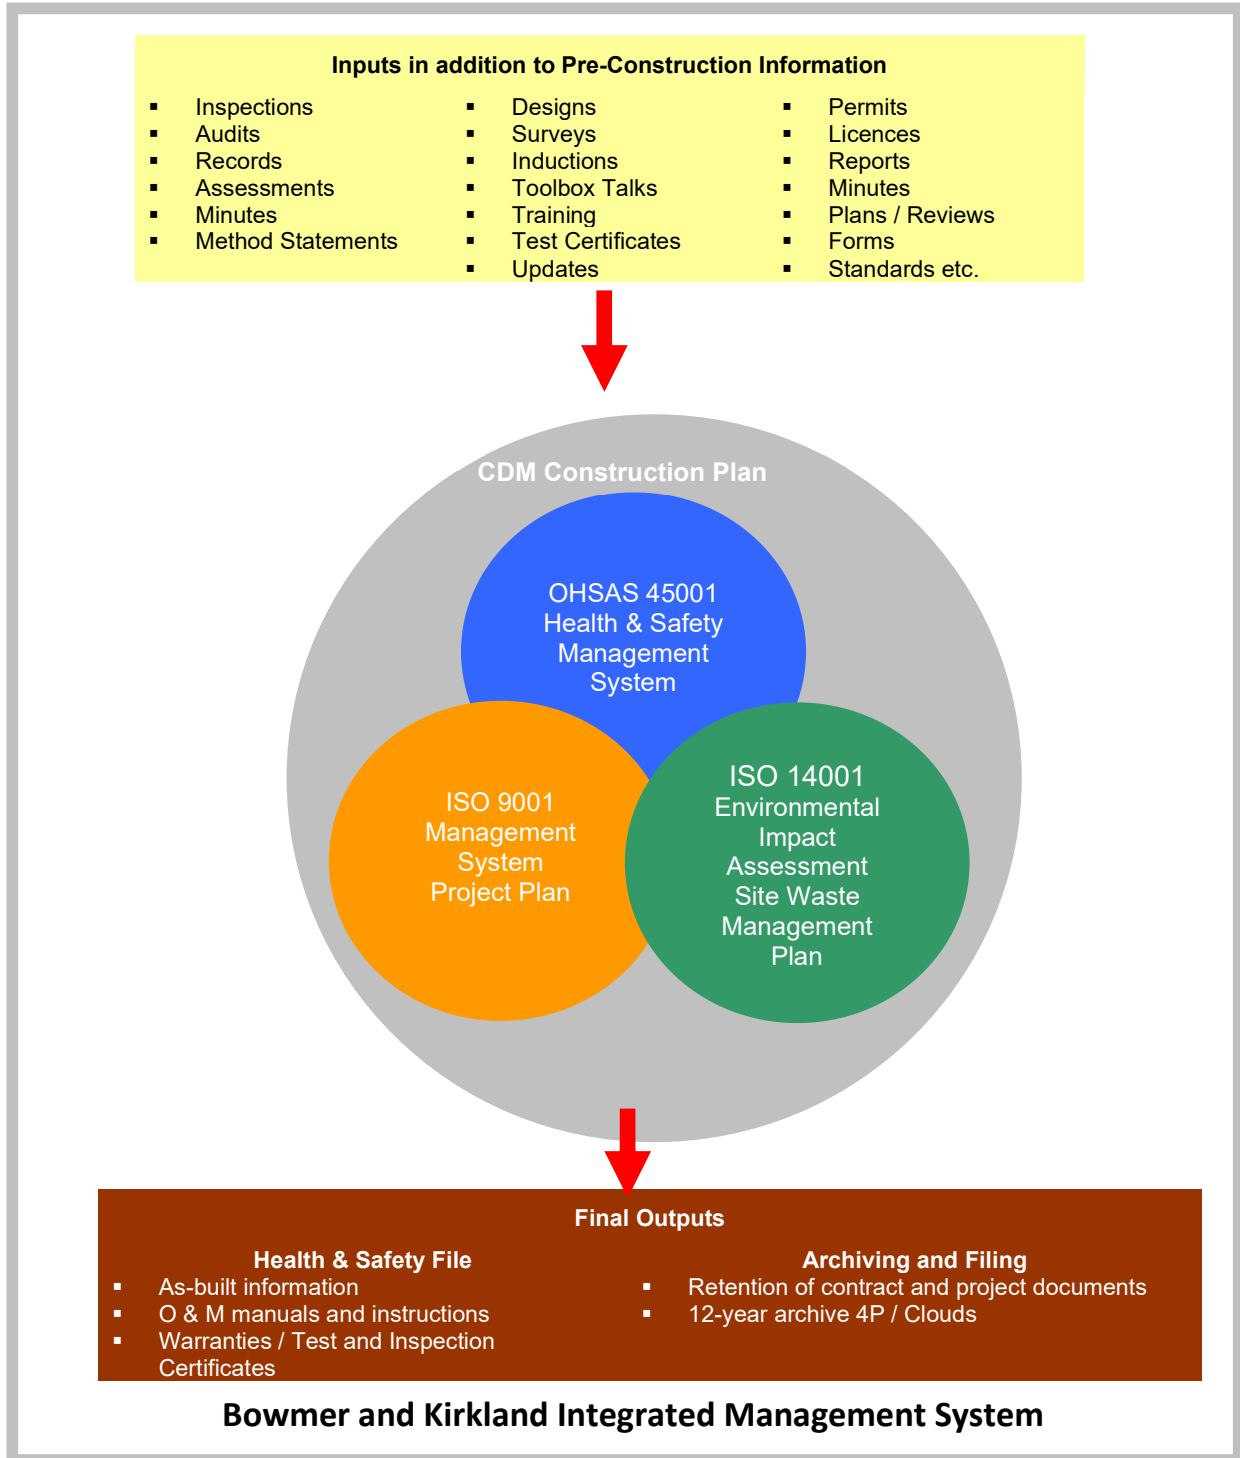 Inputs in addition to Pre-Construction Information
▪ Inspections
▪ Audits
▪ Records
▪ Assessments
▪ Minutes
▪ Method Statements
▪ Designs
▪ Surveys
▪ Inductions
▪ Toolbox Talks
▪ Training
▪ Test Certificates
▪ Updates
▪ Permits
▪ Licences
▪ Reports
▪ Minutes
▪ Plans / Reviews
▪ Forms
▪ Standards etc.
CDM Construction Plan
OHSAS 45001
Health & Safety
Management
System
ISO 9001
Management
System
Project Plan
ISO 14001
Environmental
Impact
Assessment
Site Waste
Management
Plan
Final Outputs
Health & Safety File
▪ As-built information
▪ O & M manuals and instructions
▪ Warranties / Test and Inspection
Certificates
Archiving and Filing
▪ Retention of contract and project documents
▪ 12-year archive 4P / Clouds
Bowmer and Kirkland Integrated Management System